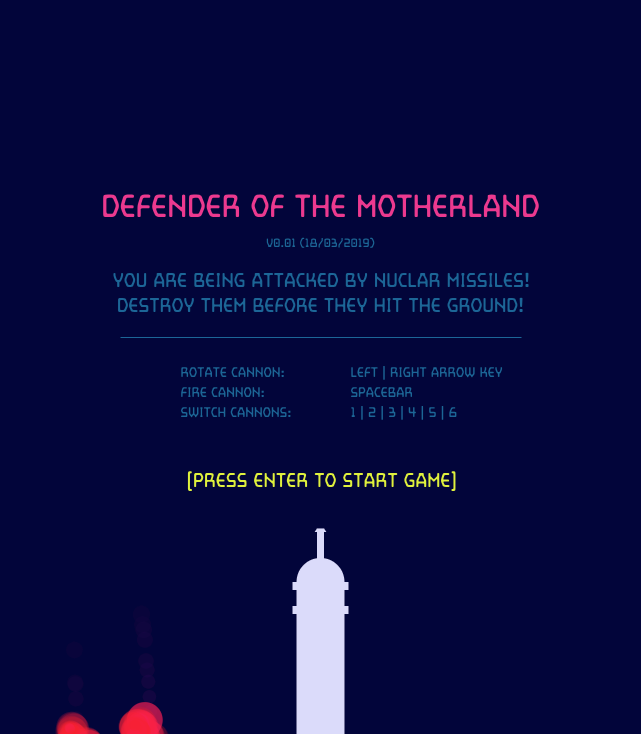 DEFENDER OF THE MOTHERLAND
V0.01 (18/03/2019)
YOU ARE BEING ATTACKED BY NUCLAR MISSILES!
DESTROY THEM BEFORE THEY HIT THE GROUND!
ROTATE CANNON: LEFT | RIGHT ARROW KEY
FIRE CANNON: SPACEBAR
SWITCH CANNONS: 1 | 2 | 3 | 4 | 5 | 6
[PRESS ENTER TO START GAME]